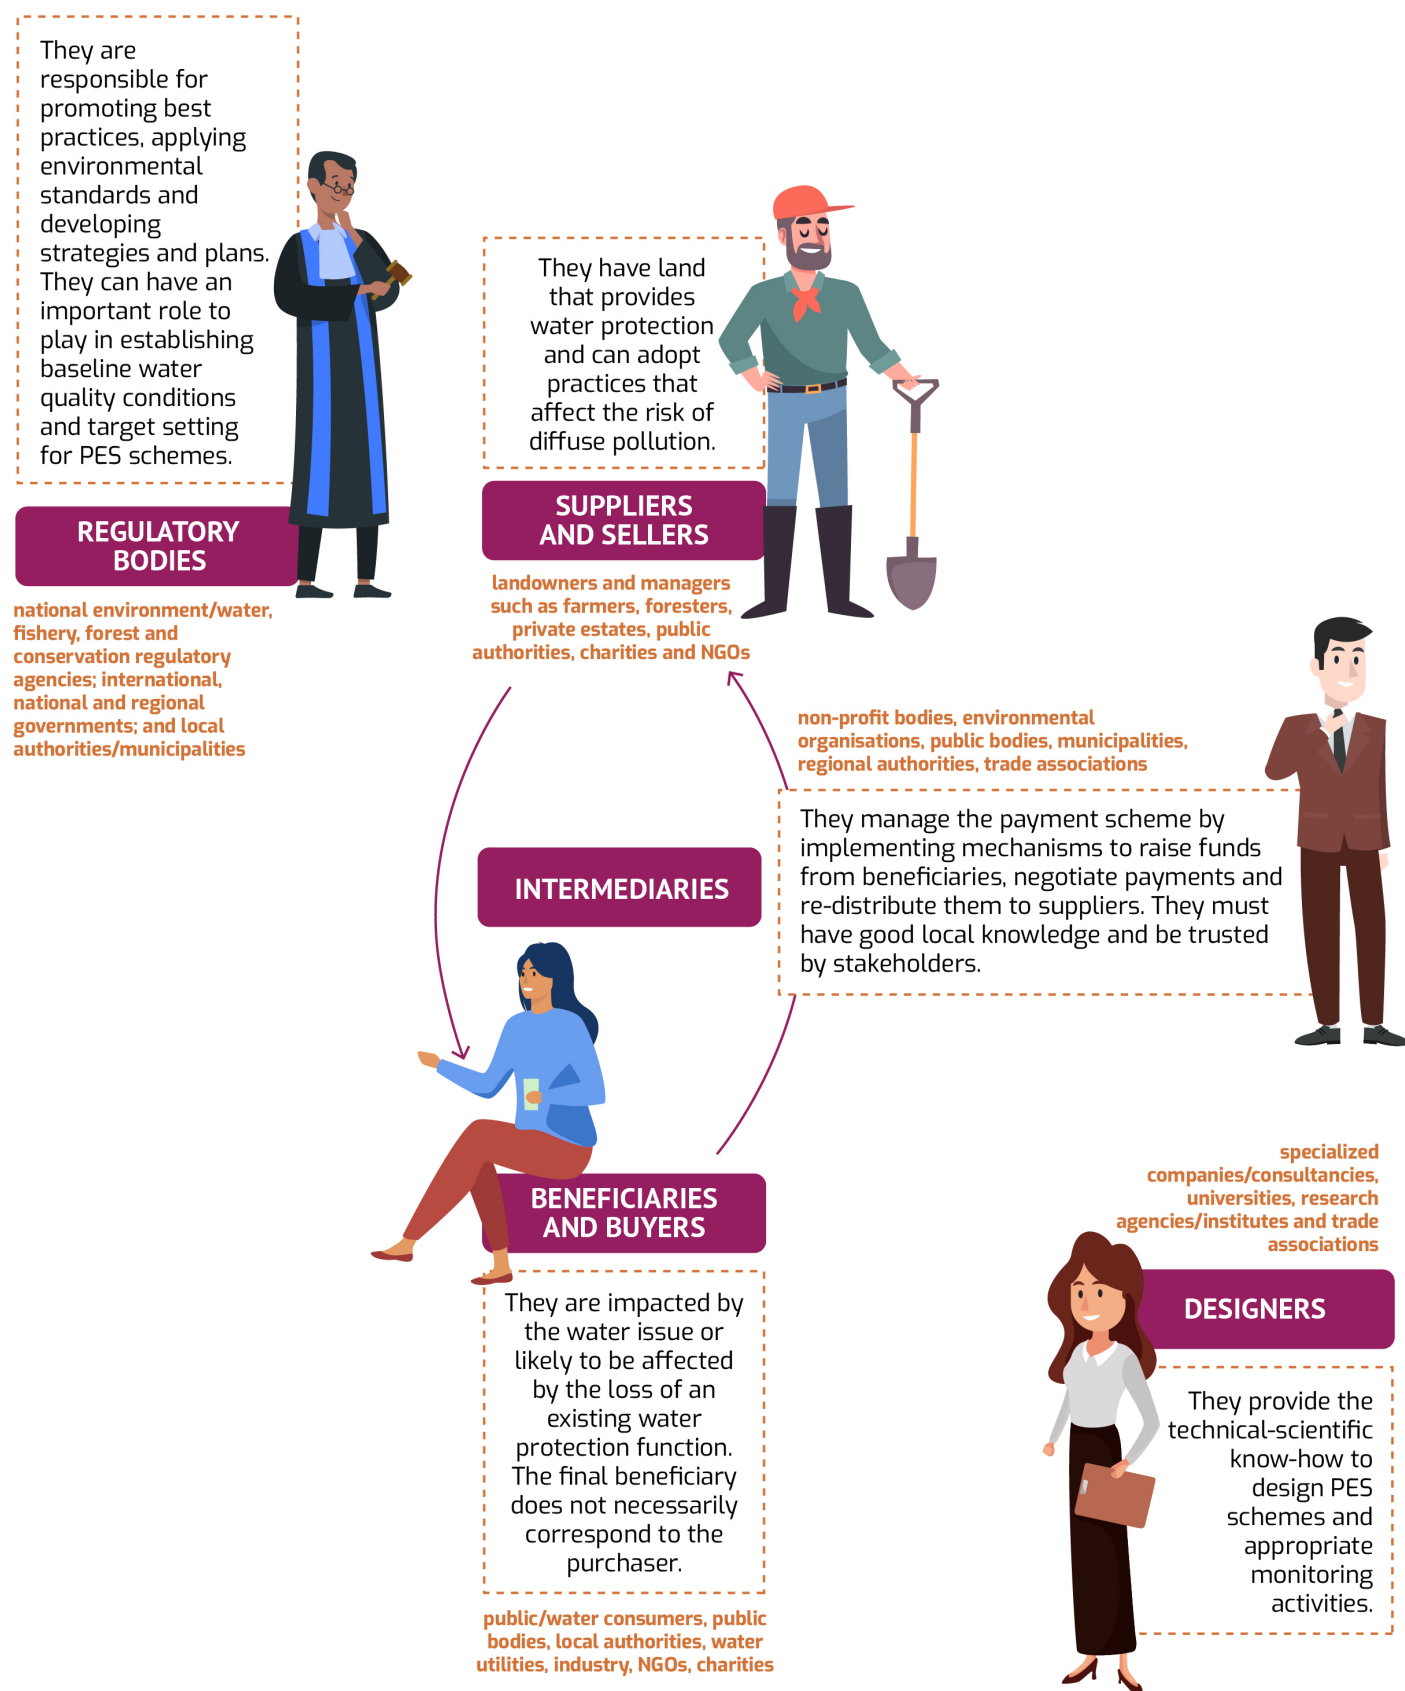 They are
responsible for
promoting best
practices, applying
environmental
standards and
developing
strategies and plans.
They can have an
important role to
play in establishing
baseline water
quality conditions
and target setting
for PES schemes.
REGULATORY
BODIES
national environment/water,
fishery, forest and
conservation regulatory
agencies; international,
national and regional
governments; and local
authorities/municipalities
They have land
that provides
water protection
and can adopt
practices that
affect the risk of
diffuse pollution.
SUPPLIERS
AND SELLERS
landowners and managers
such as farmers, foresters,
private estates, public
authorities, charities and NGOs
non-profit bodies, environmental
organisations, public bodies, municipalities,
regional authorities, trade associations
They manage the payment scheme by
implementing mechanisms to raise funds
from beneficiaries, negotiate payments and
re-distribute them to suppliers. They must
have good local knowledge and be trusted
by stakeholders.
INTERMEDIARIES
BENEFICIARIES
AND BUYERS
They are impacted by
the water issue or
likely to be affected
by the loss of an
existing water
protection function.
The final beneficiary
does not necessarily
correspond to the
purchaser.
public/water consumers, public
bodies, local authorities, water
utilities, industry, NGOs, charities
specialized
companies/consultancies,
universities, research
agencies/institutes and trade
associations
DESIGNERS
They provide the
technical-scientific
know-how to
design PES
schemes and
appropriate
monitoring
activities.